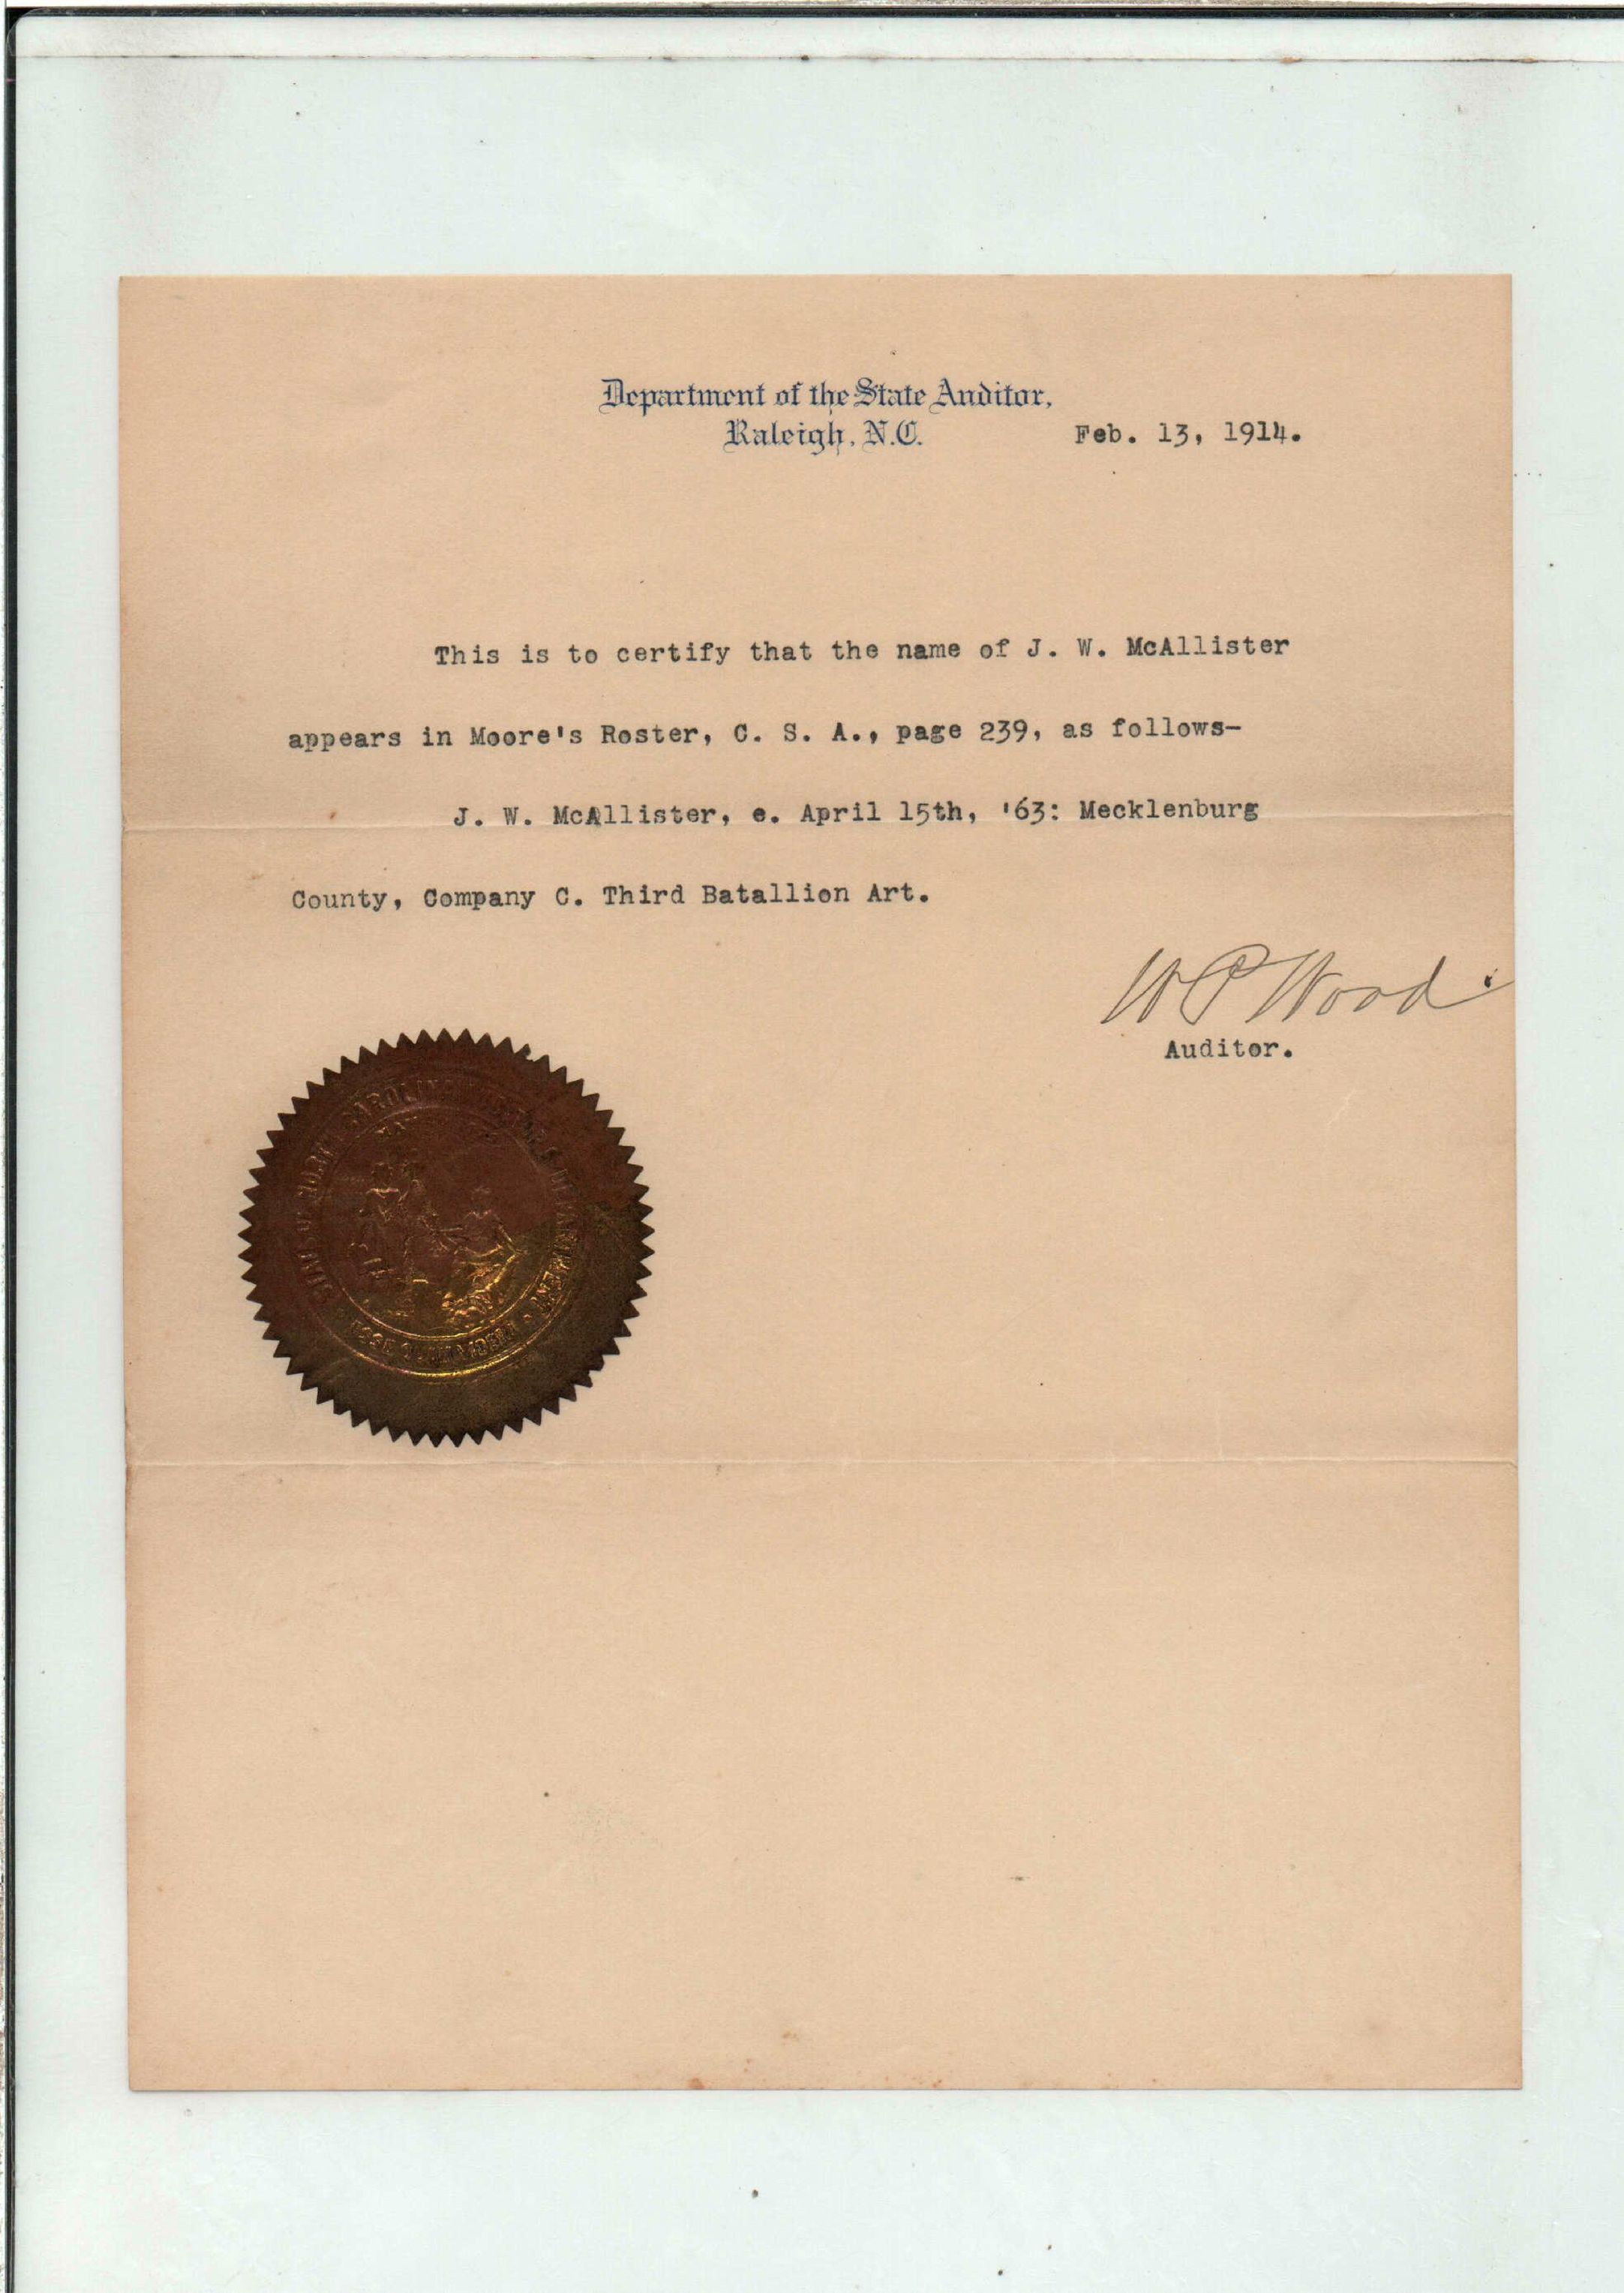 Department of the State Auditor,
Raleigh, N.C.
Feb. 13, 1914.
This is to certify that the name of J. W. McAllister
appears in Moore's Roster, C. S. A., page 239, as follows-
J. W. McAllister, e. April 15th, '63: Mecklenburg
County, Company C. Third Batallion Art.
W P Wood
Auditor.
CAROLINA